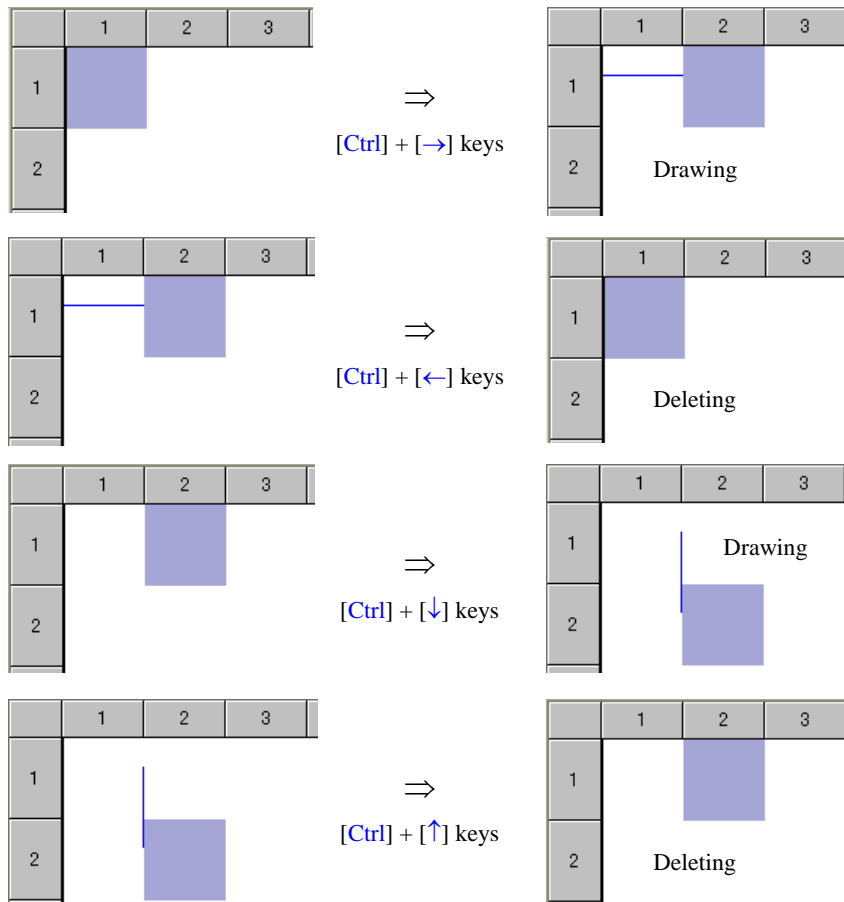 1 2 3
1
2
⇒
[Ctrl] + [→] keys
1 2 3
1
2 Drawing
1 2 3
1
2
⇒
[Ctrl] + [←] keys
1 2 3
1
2 Deleting
1 2 3
1
2
⇒
[Ctrl] + [↓] keys
1 2 3
1 Drawing
2
1 2 3
1
2
⇒
[Ctrl] + [↑] keys
1 2 3
1
2 Deleting